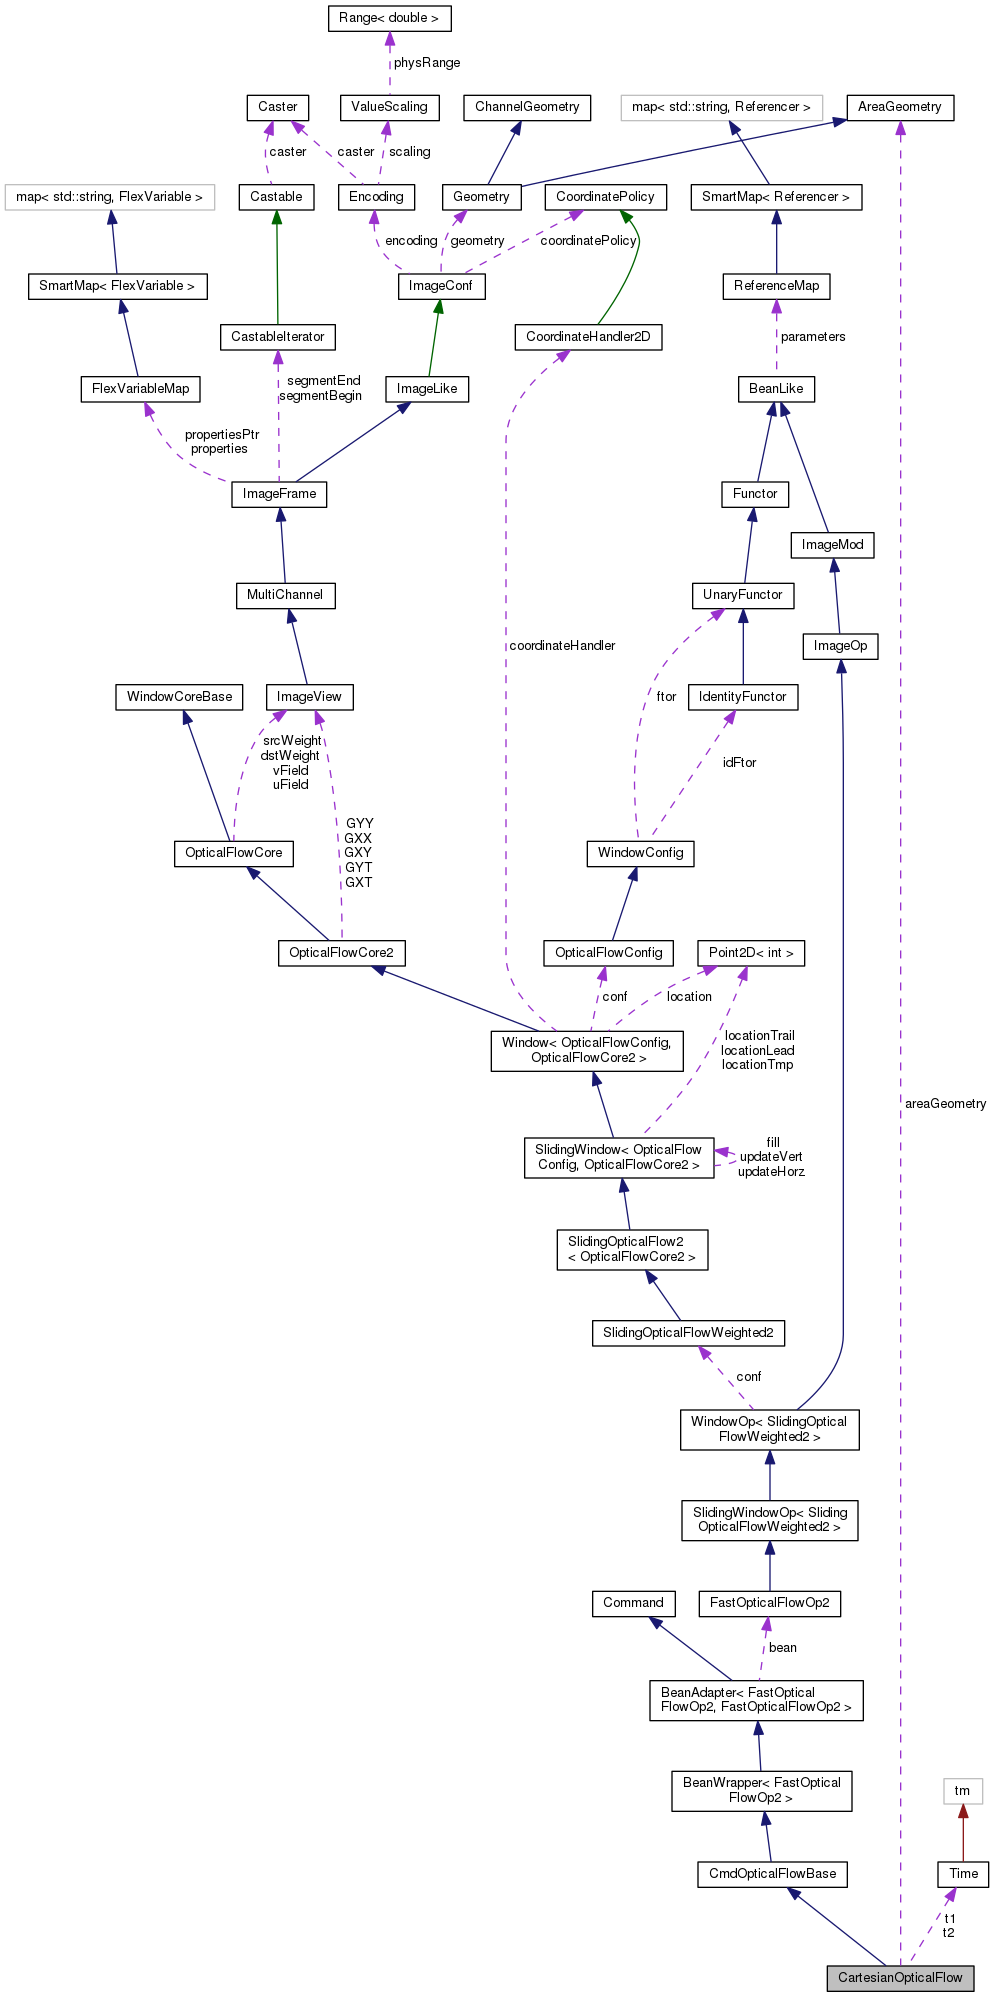 Range< double >
physRange
Caster
ValueScaling
ChannelGeometry
map< std::string, Referencer >
AreaGeometry
caster
caster
scaling
map< std::string, FlexVariable >
Castable
Encoding
Geometry
CoordinatePolicy
SmartMap< Referencer >
encoding
geometry
coordinatePolicy
SmartMap< FlexVariable >
ImageConf
ReferenceMap
CastableIterator
CoordinateHandler2D
parameters
segmentEnd
segmentBegin
FlexVariableMap
ImageLike
BeanLike
propertiesPtr
properties
ImageFrame
Functor
ImageMod
MultiChannel
UnaryFunctor
coordinateHandler
ImageOp
WindowCoreBase
ImageView
ftor
IdentityFunctor
srcWeight
dstWeight
vField
uField
idFtor
GYY
GXX
GXY
GYT
GXT
OpticalFlowCore
WindowConfig
OpticalFlowCore2
OpticalFlowConfig
Point2D< int >
conf
location
Window< OpticalFlowConfig,
OpticalFlowCore2 >
locationTrail
locationLead
locationTmp
areaGeometry
SlidingWindow< OpticalFlow
Config, OpticalFlowCore2 >
fill
updateVert
updateHorz
SlidingOpticalFlow2
< OpticalFlowCore2 >
SlidingOpticalFlowWeighted2
conf
WindowOp< SlidingOptical
FlowWeighted2 >
SlidingWindowOp< Sliding
OpticalFlowWeighted2 >
Command
FastOpticalFlowOp2
bean
BeanAdapter< FastOptical
FlowOp2, FastOpticalFlowOp2 >
BeanWrapper< FastOptical
FlowOp2 >
tm
CmdOpticalFlowBase
Time
t1
t2
CartesianOpticalFlow